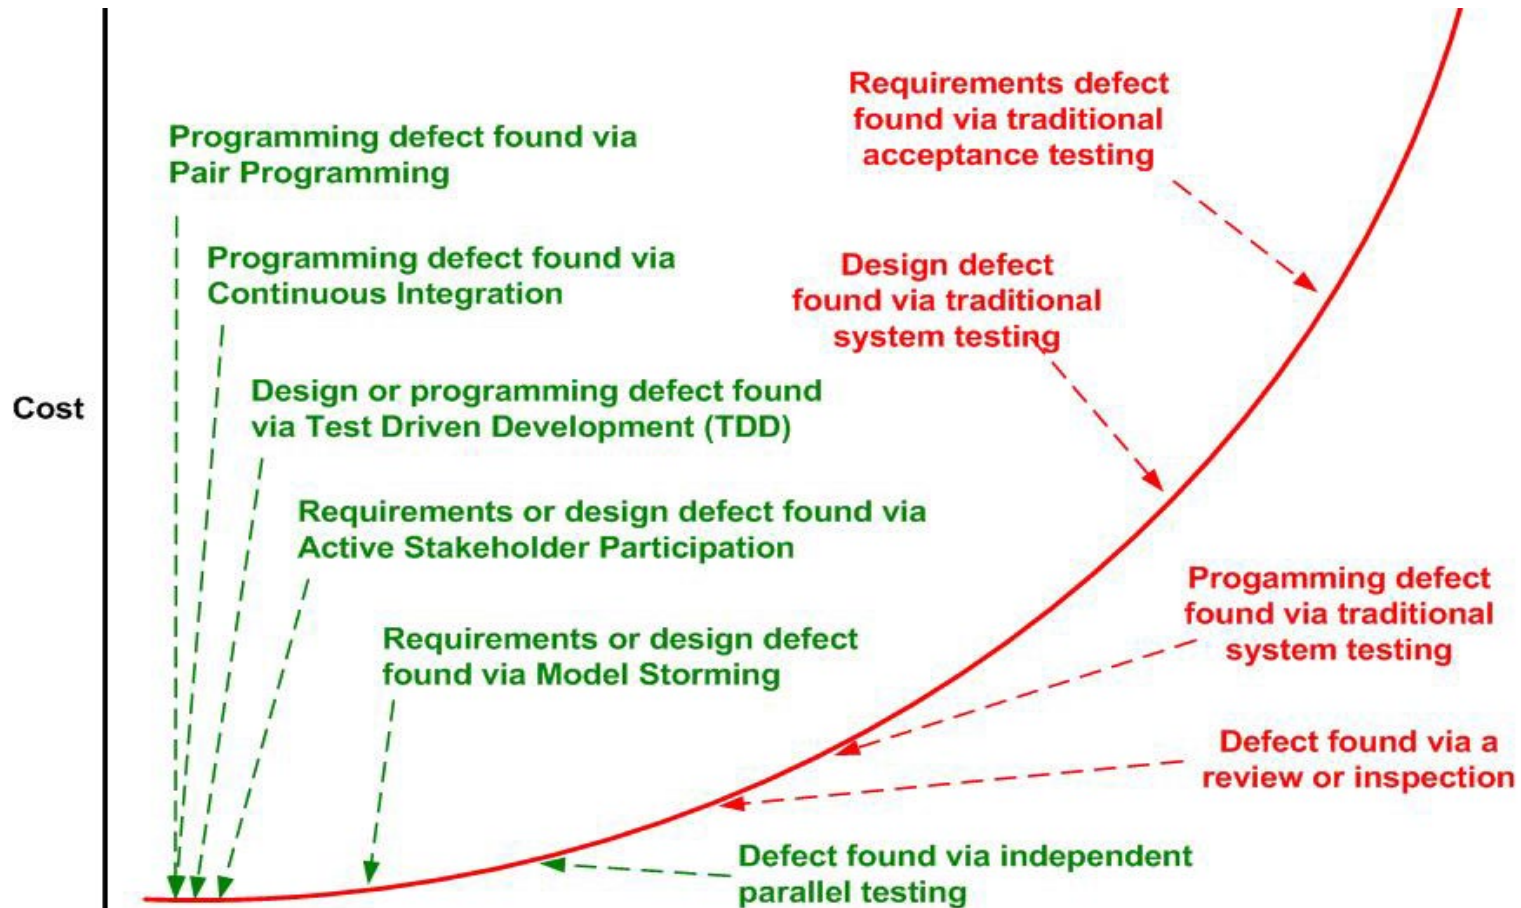 Programming defect found via
Pair Programming
Programming defect found via
Continuous Integration
Design or programming defect found
via Test Driven Development (TDD)
Requirements or design defect found via
Active Stakeholder Participation
Requirements or design defect
found via Model Storming
Defect found via independent
parallel testing
Requirements defect
found via traditional
acceptance testing
Design defect
found via traditional
system testing
Progamming defect
found via traditional
system testing
Defect found via a
review or inspection
Cost